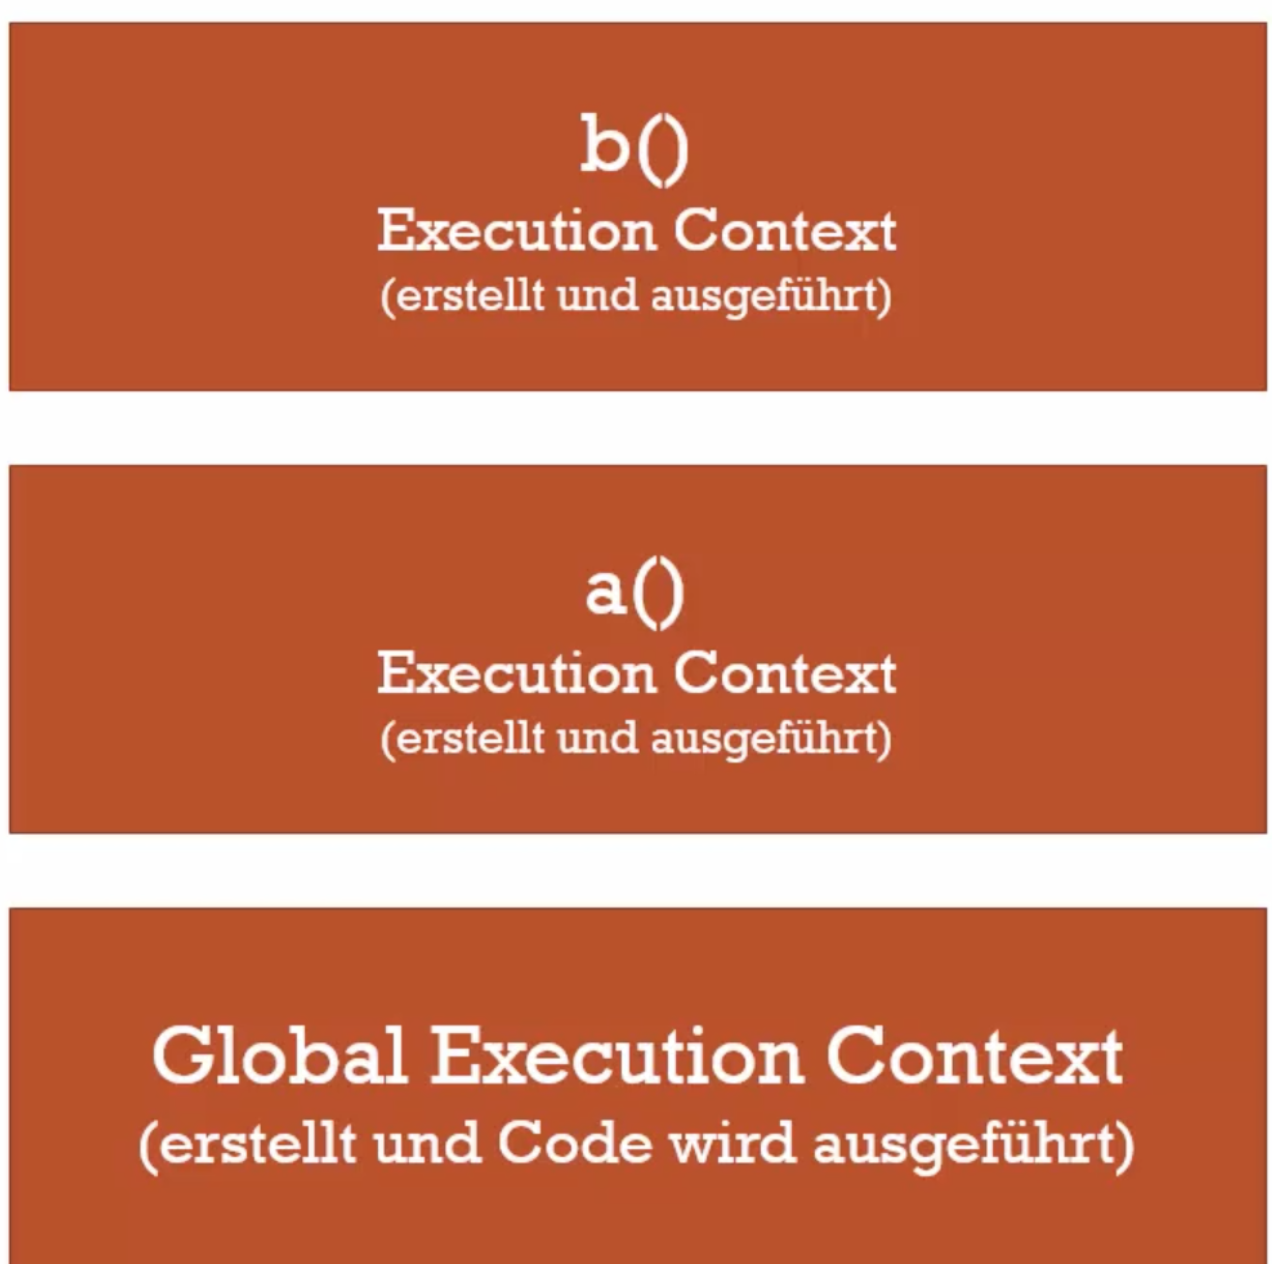 b()
Execution Context
(erstellt und ausgeführt)
a()
Execution Context
(erstellt und ausgeführt)
Global Execution Context
(erstellt und Code wird ausgeführt)